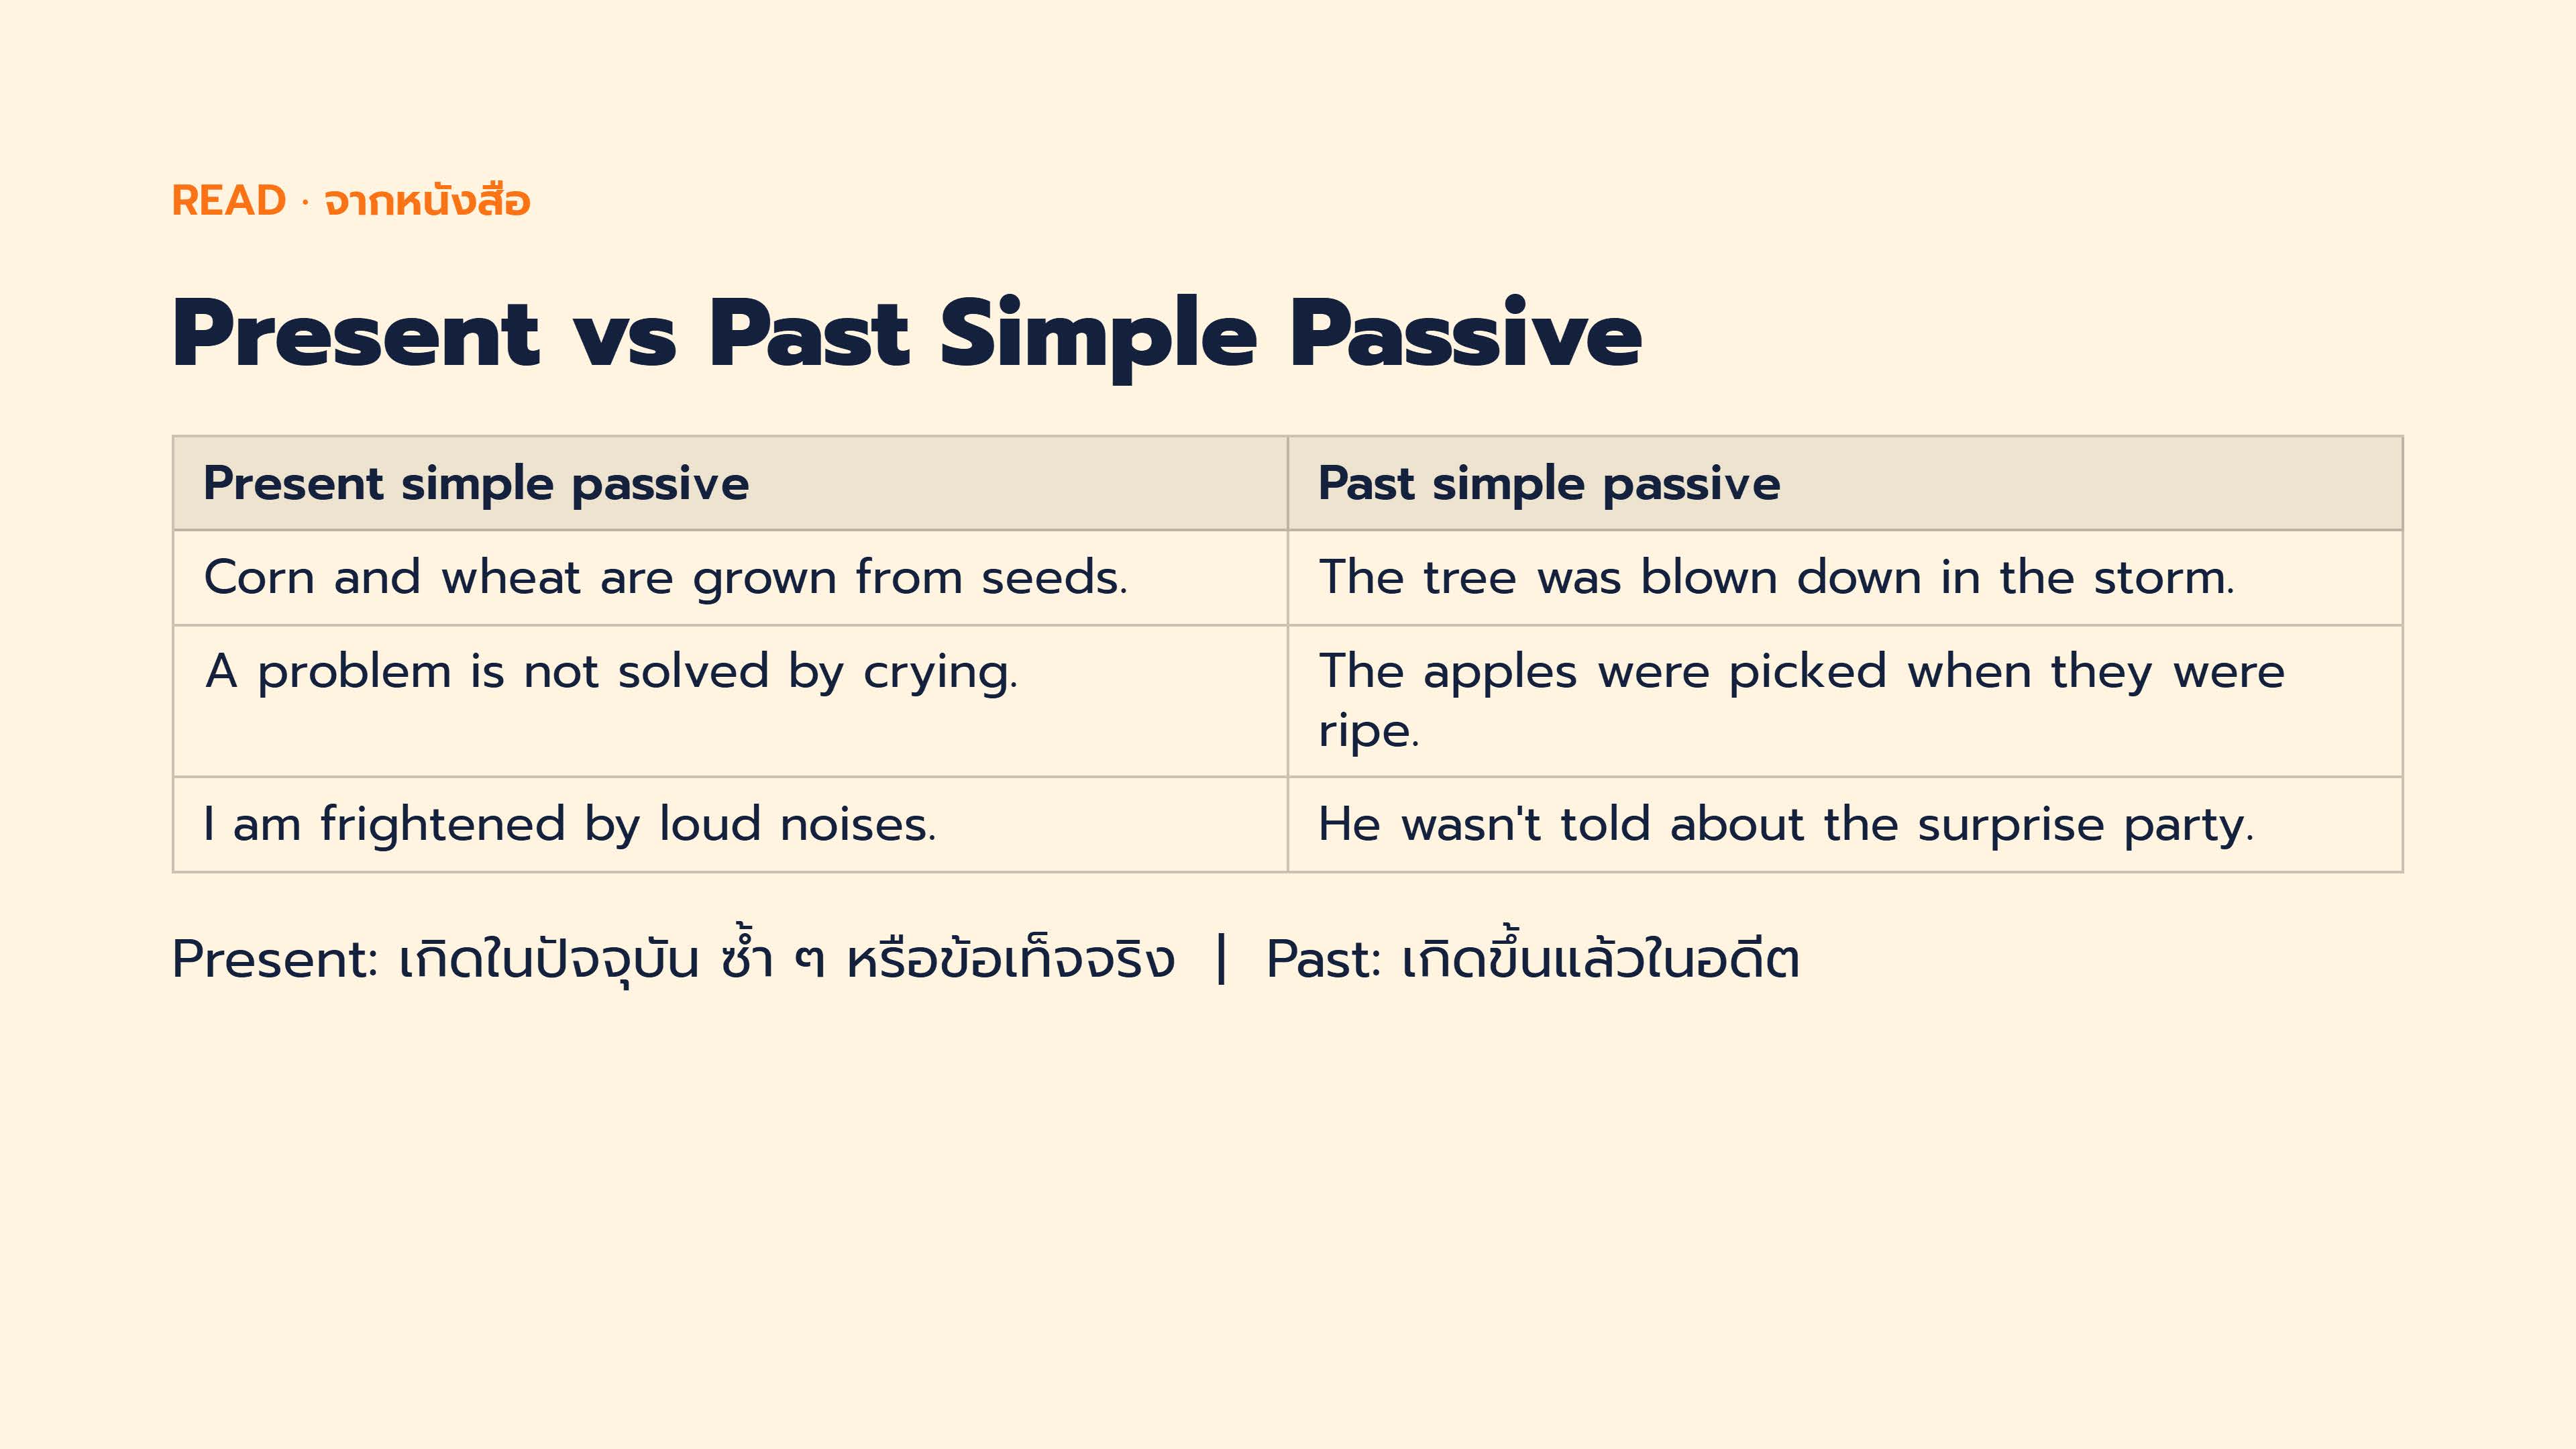 READ · จากหนังสือ
Present vs Past Simple Passive
Present simple passive
Past simple passive
Corn and wheat are grown from seeds.
The tree was blown down in the storm.
A problem is not solved by crying.
The apples were picked when they were
ripe.
I am frightened by loud noises.
He wasn't told about the surprise party.
Present: เกิดในปัจจุบัน ซ้ำ ๆ หรือข้อเท็จจริง | Past: เกิดขึ้นแล้วในอดีต